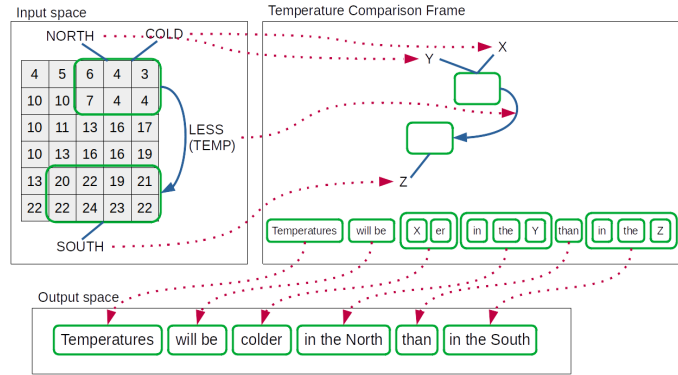 Input space
Temperature Comparison Frame
NORTH COLD
X
Y
4 5 6 4 3
10 10 7 4 4
10 11 13 16 17
10 13 16 16 19
13 20 22 19 21
22 22 24 23 22
LESS
(TEMP)
Z
SOUTH
Temperatures will be X er in the Y than in the Z
Output space
Temperatures will be colder in the North than in the South